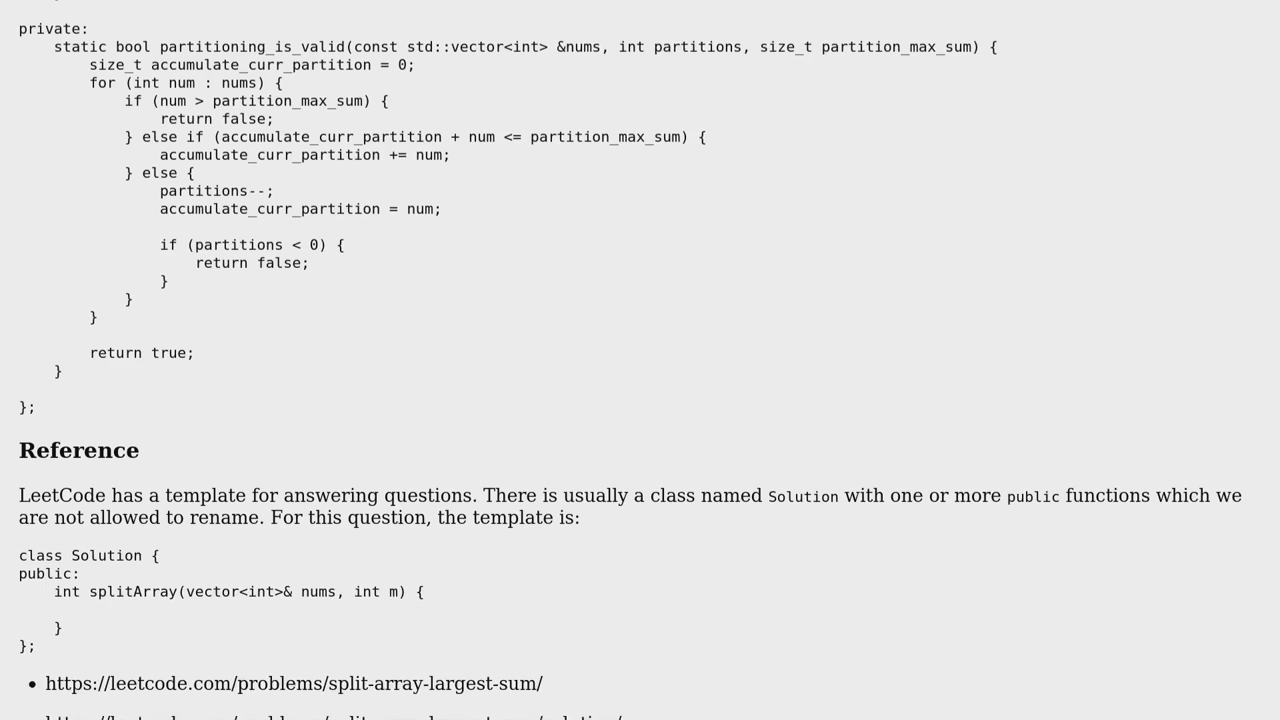 private:
    static bool partitioning_is_valid(const std::vector<int> &nums, int partitions, size_t partition_max_sum) {
        size_t accumulate_curr_partition = 0;
        for (int num : nums) {
            if (num > partition_max_sum) {
                return false;
            } else if (accumulate_curr_partition + num <= partition_max_sum) {
                accumulate_curr_partition += num;
            } else {
                partitions--;
                accumulate_curr_partition = num;

                if (partitions < 0) {
                    return false;
                }
            }
        }

        return true;
    }

};
Reference
LeetCode has a template for answering questions. There is usually a class named Solution with one or more public functions which we
are not allowed to rename. For this question, the template is:
class Solution {
public:
    int splitArray(vector<int>& nums, int m) {

    }
};
• https://leetcode.com/problems/split-array-largest-sum/